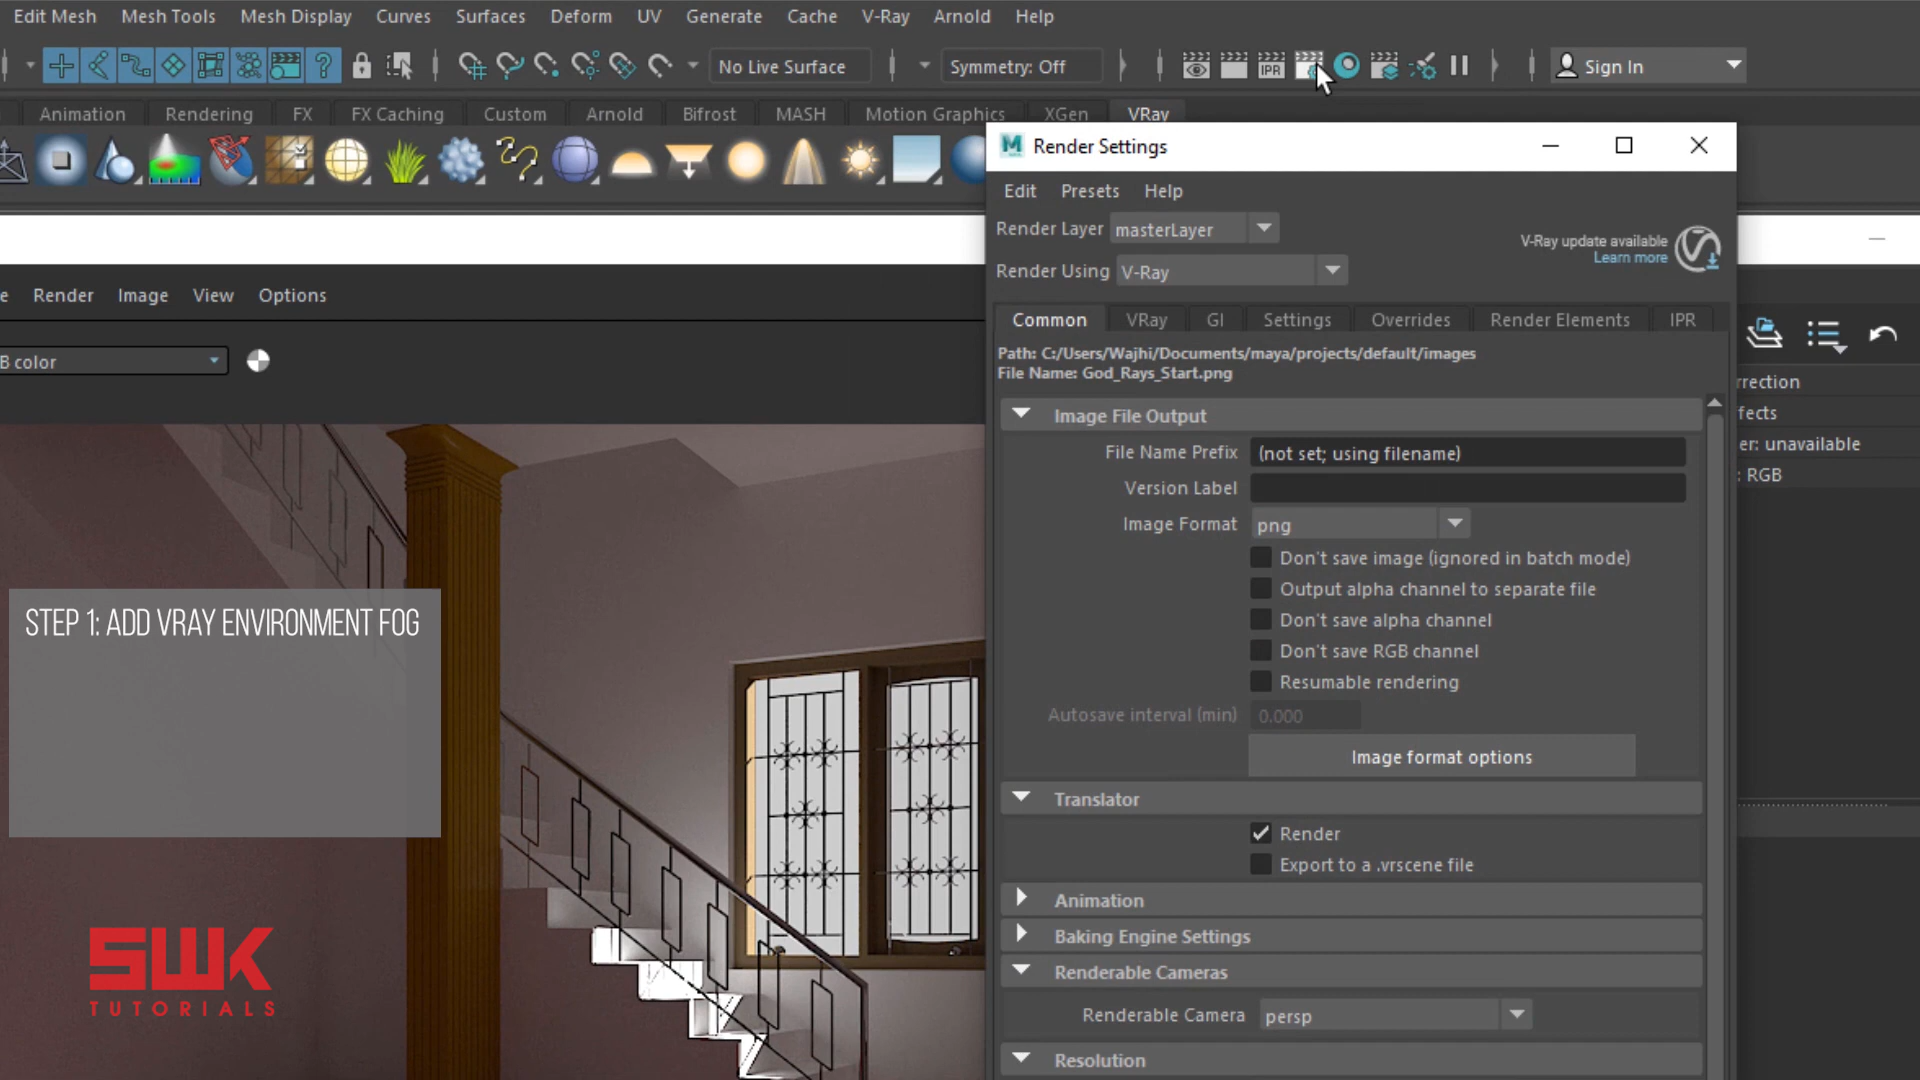 Edit Mesh Mesh Tools Mesh Display Curves Surfaces Deform UV Generate Cache V-Ray Arnold Help
No Live Surface Symmetry: Off IPR Sign In
Animation Rendering FX FX Caching Custom Arnold Bifrost MASH Motion Graphics XGen VRay
M Render Settings
Edit Presets Help
Render Layer masterLayer
V-Ray update available
Learn more
Render Using V-Ray
e Render Image View Options
Common VRay GI Settings Overrides Render Elements IPR
Path: C:/Users/Wajhi/Documents/maya/projects/default/images
File Name: God_Rays_Start.png
B color
rrection
Image File Output
ffects
File Name Prefix (not set; using filename)
er: unavailable
Version Label
: RGB
Image Format png
Don't save image (ignored in batch mode)
Output alpha channel to separate file
Don't save alpha channel
Don't save RGB channel
Resumable rendering
Autosave interval (min) 0.000
Image format options
Translator
Render
Export to a .vrscene file
Animation
Baking Engine Settings
Renderable Cameras
Renderable Camera persp
Resolution
STEP 1: ADD VRAY ENVIRONMENT FOG
SWK
TUTORIALS